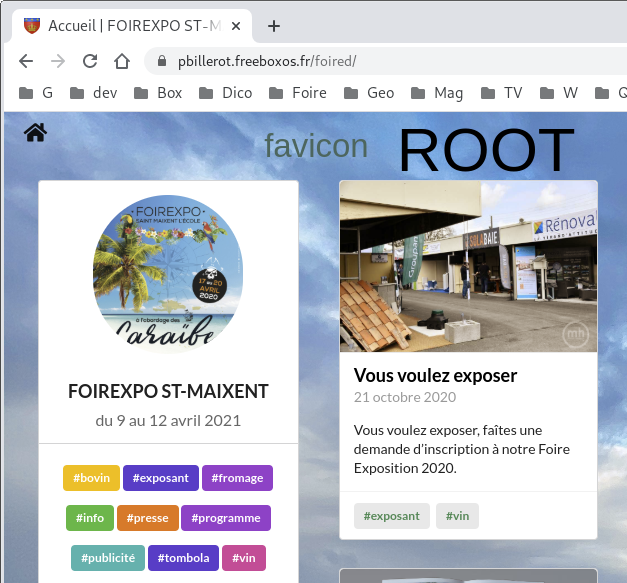 Accueil | FOIREXPO ST-M
pbillerot.freeboxos.fr/foired/
G dev Box Dico Foire Geo Mag TV W Q
favicon ROOT
FOIREXPO
SAINT MAIXENT L'ÉCOLE
17 au 20
AVRIL
2020
à l'abordage des
Caraïbe
FOIREXPO ST-MAIXENT
du 9 au 12 avril 2021
#bovin #exposant #fromage
#info #presse #programme
#publicité #tombola #vin
Rénova
SOLABAIE
Groupama
mh
Vous voulez exposer
21 octobre 2020
Vous voulez exposer, faîtes une
demande d'inscription à notre Foire
Exposition 2020.
#exposant #vin